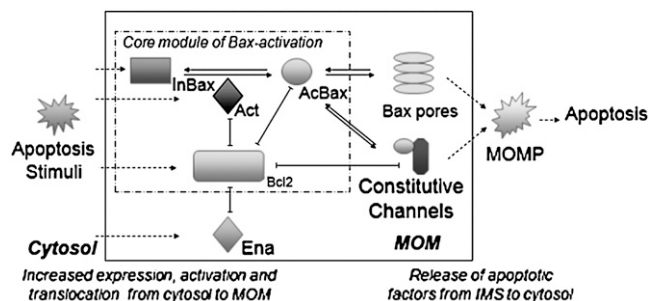 Core module of Bax-activation
InBax
AcBax
Act
Bax pores
Apoptosis
Stimuli
MOMP
Apoptosis
Bcl2
Constitutive
Channels
Ena
Cytosol
MOM
Increased expression, activation and
translocation from cytosol to MOM
Release of apoptotic
factors from IMS to cytosol